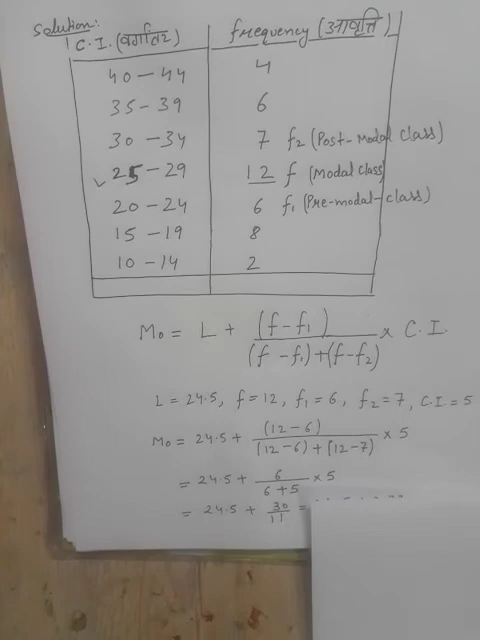 Solution:
C.I. (वर्गांतर) frequency (आवृत्ति)
40 - 44 4
35 - 39 6
30 - 34 7 f2 (Post-Modal class)
✓ 25 - 29 12 f (Modal class)
20 - 24 6 f1 (Pre-modal-class)
15 - 19 8
10 - 14 2
Mo = L + (f-f1) / (f-f1)+(f-f2) × C.I.
L = 24.5, f = 12, f1 = 6, f2 = 7, C.I. = 5
Mo = 24.5 + (12-6) / (12-6) + (12-7) × 5
= 24.5 + 6 / 6+5 × 5
= 24.5 + 30/11 =